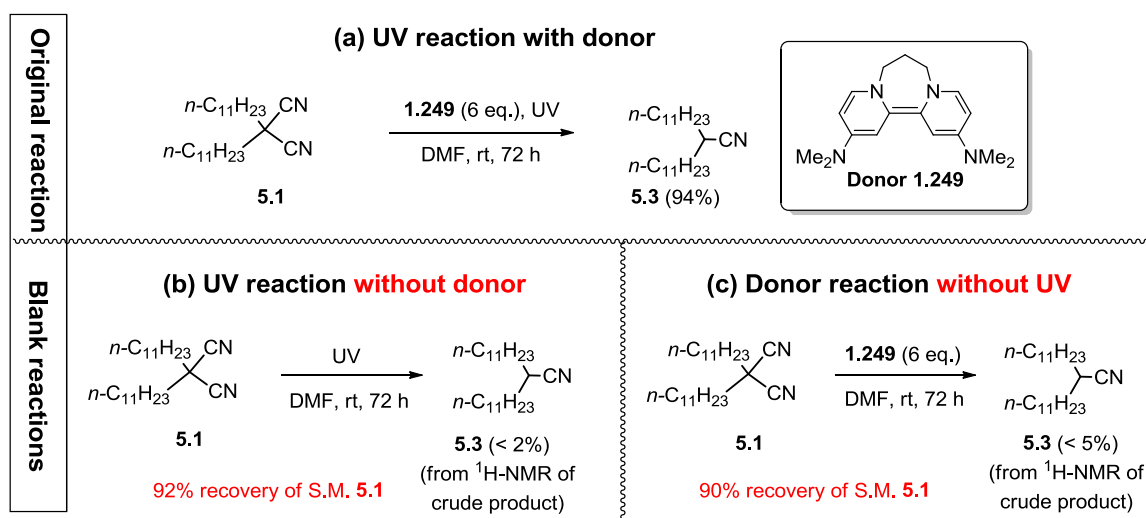 Original reaction
(a) UV reaction with donor
n-C11H23 CN
n-C11H23 CN
5.1
1.249 (6 eq.), UV
DMF, rt, 72 h
n-C11H23
CN
n-C11H23
5.3 (94%)
N N
Me2N NMe2
Donor 1.249
Blank reactions
(b) UV reaction without donor
n-C11H23 CN
n-C11H23 CN
5.1
UV
DMF, rt, 72 h
n-C11H23
CN
n-C11H23
5.3 (< 2%)
(from 1H-NMR of
crude product)
92% recovery of S.M. 5.1
(c) Donor reaction without UV
n-C11H23 CN
n-C11H23 CN
5.1
1.249 (6 eq.)
DMF, rt, 72 h
n-C11H23
CN
n-C11H23
5.3 (< 5%)
(from 1H-NMR of
crude product)
90% recovery of S.M. 5.1